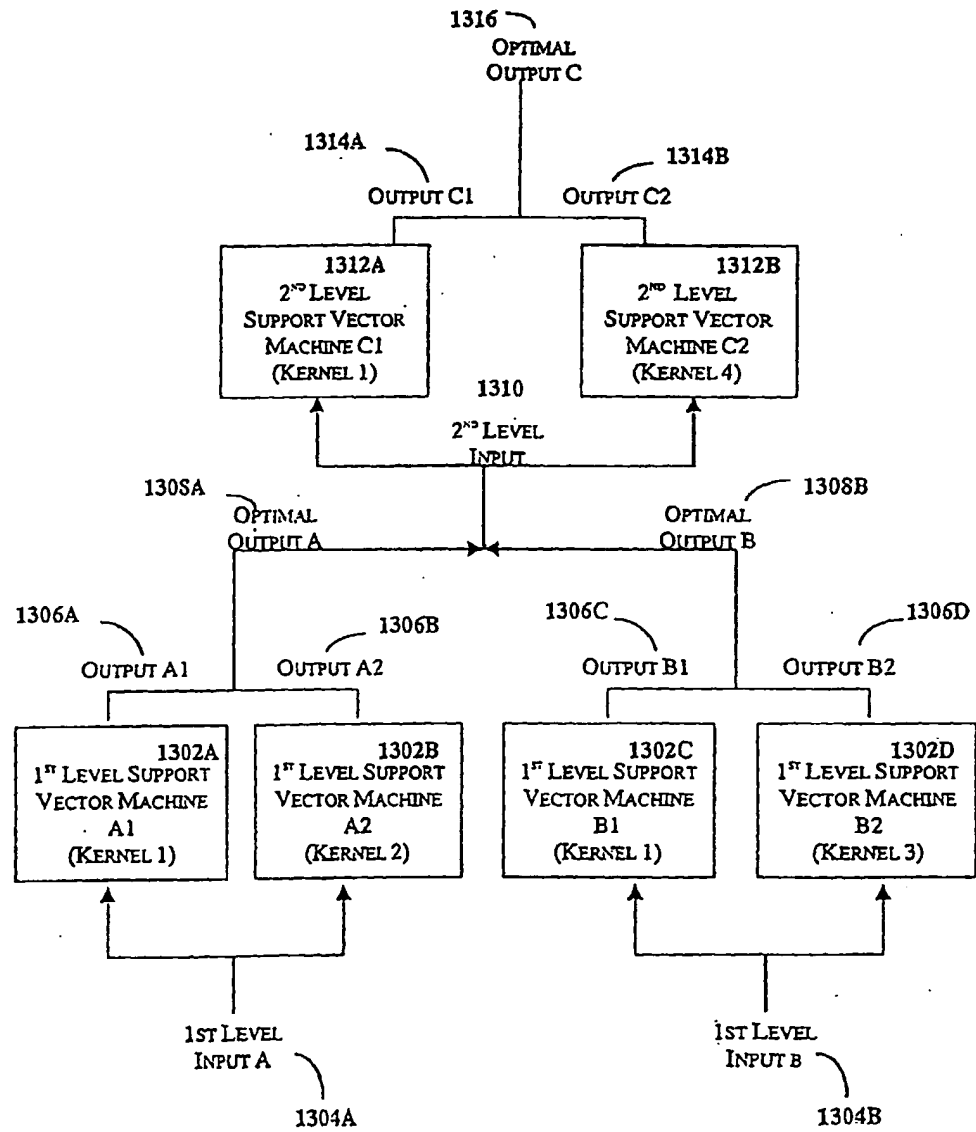 1316
OPTIMAL
OUTPUT C
1314A
1314B
OUTPUT C1
OUTPUT C2
1312A
2ND LEVEL
SUPPORT VECTOR
MACHINE C1
(KERNEL 1)
1312B
2ND LEVEL
SUPPORT VECTOR
MACHINE C2
(KERNEL 4)
1310
2ND LEVEL
INPUT
1308A
OPTIMAL
OUTPUT A
1308B
OPTIMAL
OUTPUT B
1306A
OUTPUT A1
1306B
OUTPUT A2
1306C
OUTPUT B1
1306D
OUTPUT B2
1302A
1ST LEVEL SUPPORT
VECTOR MACHINE
A1
(KERNEL 1)
1302B
1ST LEVEL SUPPORT
VECTOR MACHINE
A2
(KERNEL 2)
1302C
1ST LEVEL SUPPORT
VECTOR MACHINE
B1
(KERNEL 1)
1302D
1ST LEVEL SUPPORT
VECTOR MACHINE
B2
(KERNEL 3)
1ST LEVEL
INPUT A
1304A
1ST LEVEL
INPUT B
1304B